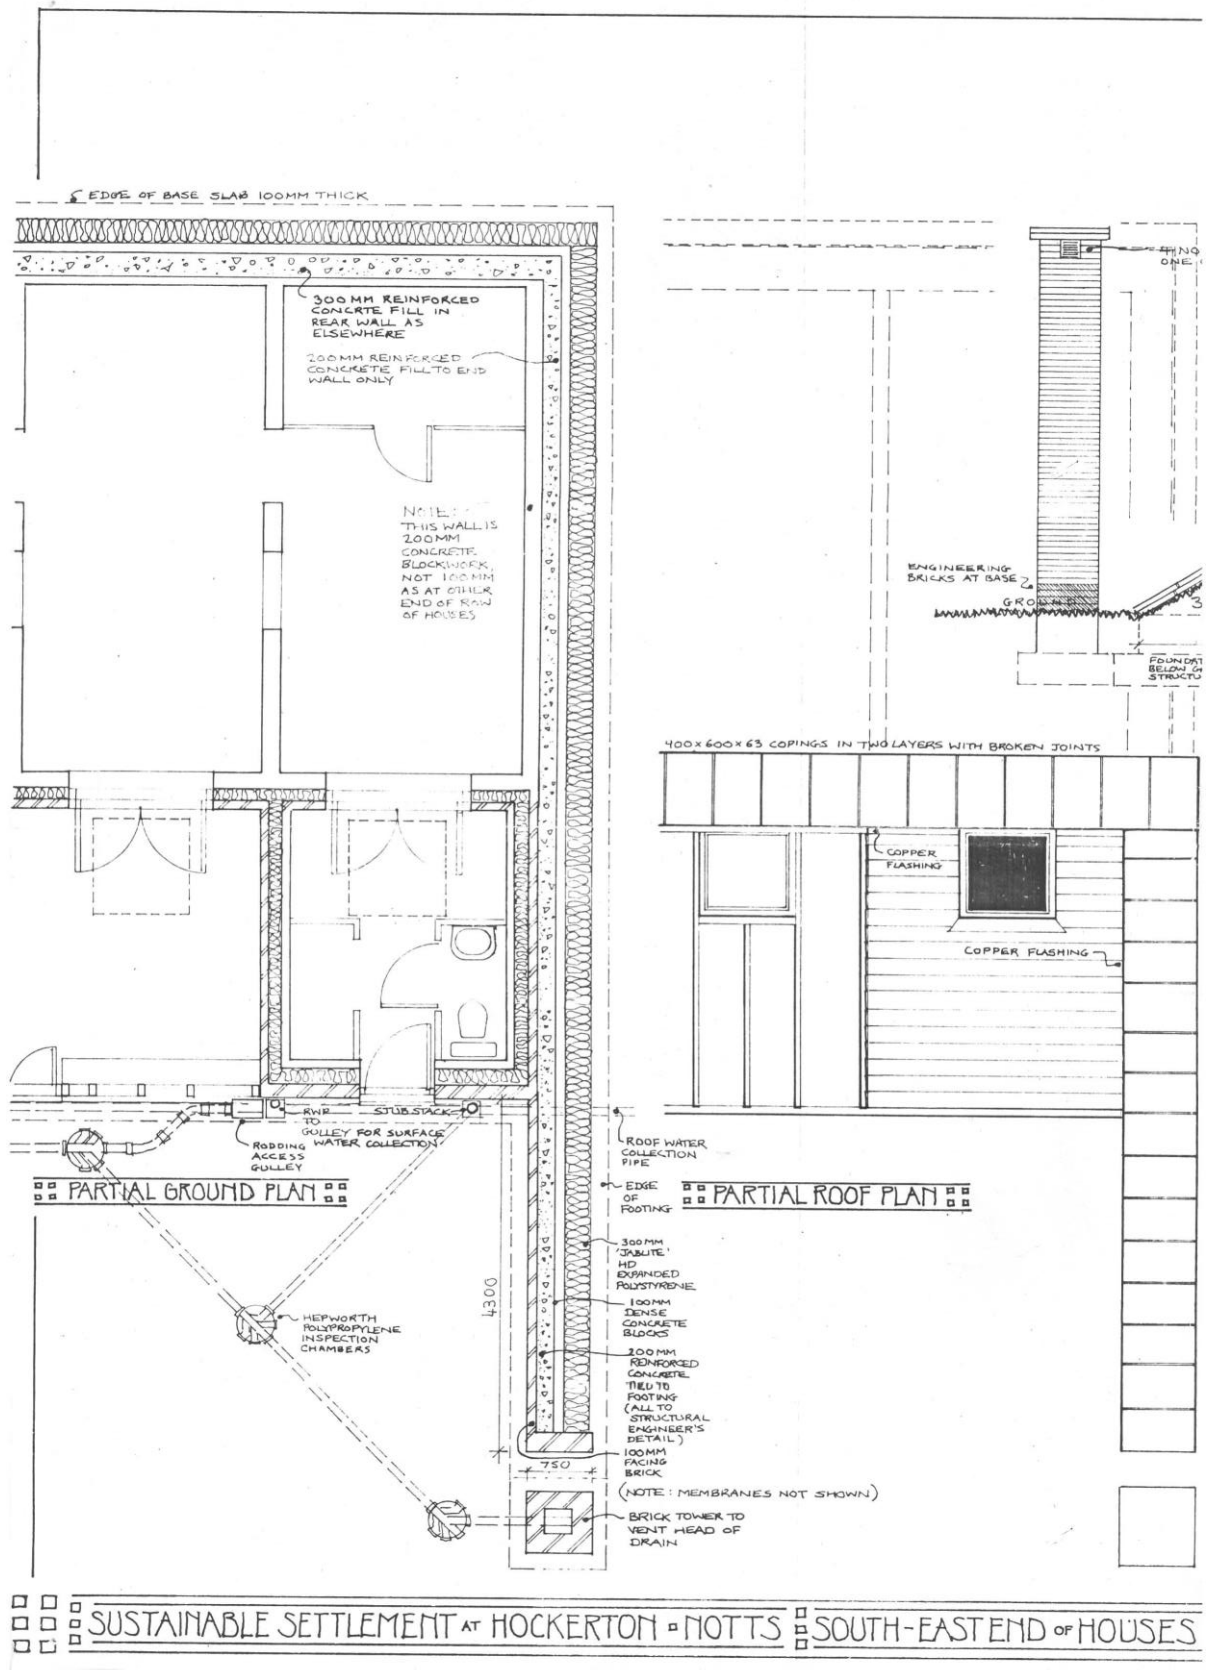 EDGE OF BASE SLAB 100MM THICK
300MM REINFORCED
CONCRTE FILL IN
REAR WALL AS
ELSEWHERE
200MM REINFORCED
CONCRETE FILL TO END
WALL ONLY
NOTE:
THIS WALL IS
200MM
CONCRETE
BLOCKWORK,
NOT 100MM
AS AT OTHER
END OF ROW
OF HOUSES
ONE
ENGINEERING
BRICKS AT BASE
GROUND
3
FOUNDAT
BELOW G
STRUCTU
400×600×63 COPINGS IN TWO LAYERS WITH BROKEN JOINTS
COPPER
FLASHING
COPPER FLASHING
RWP
TO
GULLEY FOR SURFACE
WATER COLLECTION
STUB STACK
RODDING
ACCESS
GULLEY
ROOF WATER
COLLECTION
PIPE
PARTIAL GROUND PLAN
EDGE
OF
FOOTING
PARTIAL ROOF PLAN
300MM
'JABLITE'
HD
EXPANDED
POLYSTYRENE
4300
100MM
DENSE
CONCRETE
BLOCKS
HEPWORTH
POLYPROPYLENE
INSPECTION
CHAMBERS
200MM
REINFORCED
CONCRETE
TIED TO
FOOTING
(ALL TO
STRUCTURAL
ENGINEER'S
DETAIL)
100MM
FACING
BRICK
750
(NOTE: MEMBRANES NOT SHOWN)
BRICK TOWER TO
VENT HEAD OF
DRAIN
SUSTAINABLE SETTLEMENT AT HOCKERTON NOTTS SOUTH-EAST END OF HOUSES